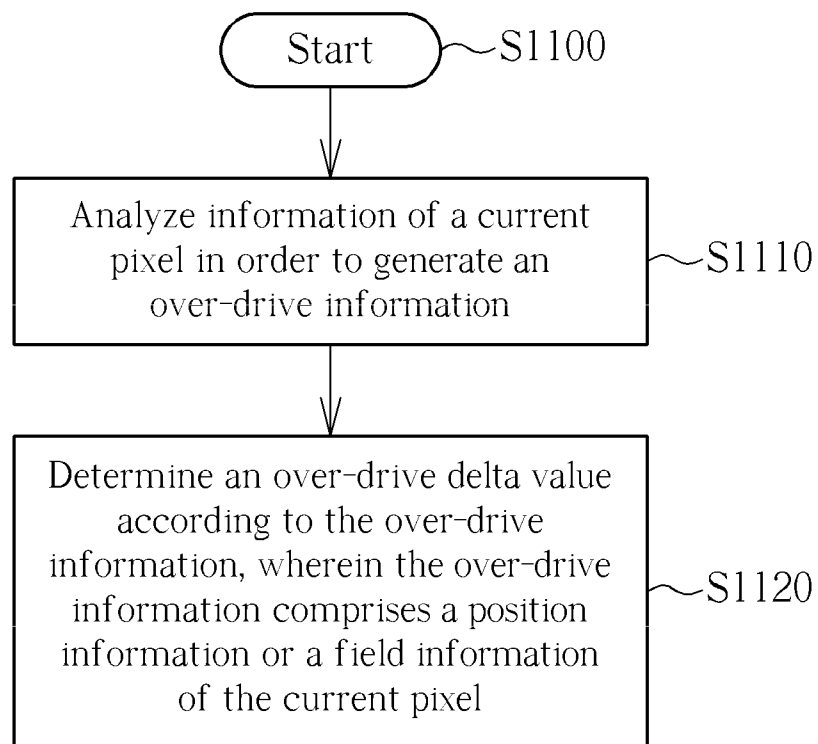 Start
S1100
Analyze information of a current
pixel in order to generate an
over-drive information
S1110
Determine an over-drive delta value
according to the over-drive
information, wherein the over-drive
information comprises a position
information or a field information
of the current pixel
S1120